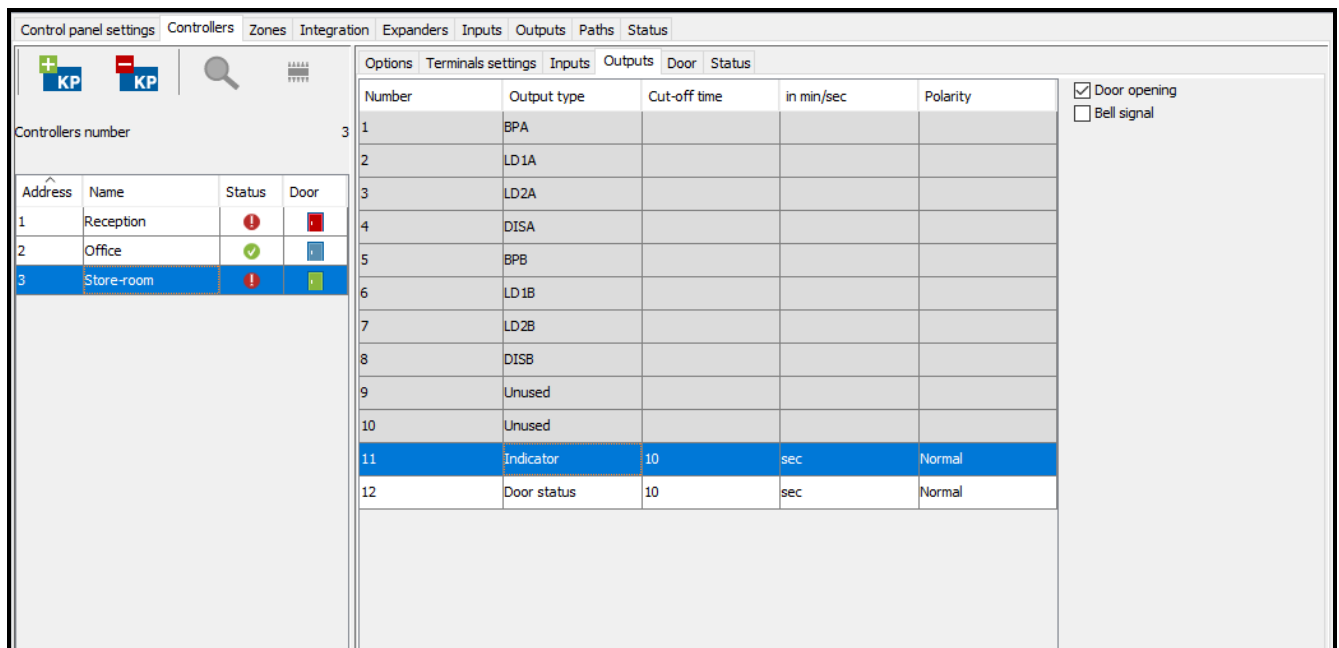 Control panel settings Controllers Zones Integration Expanders Inputs Outputs Paths Status
KP KP
Controllers number 3
Address Name Status Door
1 Reception
2 Office
3 Store-room
Options Terminals settings Inputs Outputs Door Status
Number Output type Cut-off time in min/sec Polarity
1 BPA
2 LD1A
3 LD2A
4 DISA
5 BPB
6 LD1B
7 LD2B
8 DISB
9 Unused
10 Unused
11 Indicator 10 sec Normal
12 Door status 10 sec Normal
Door opening
Bell signal